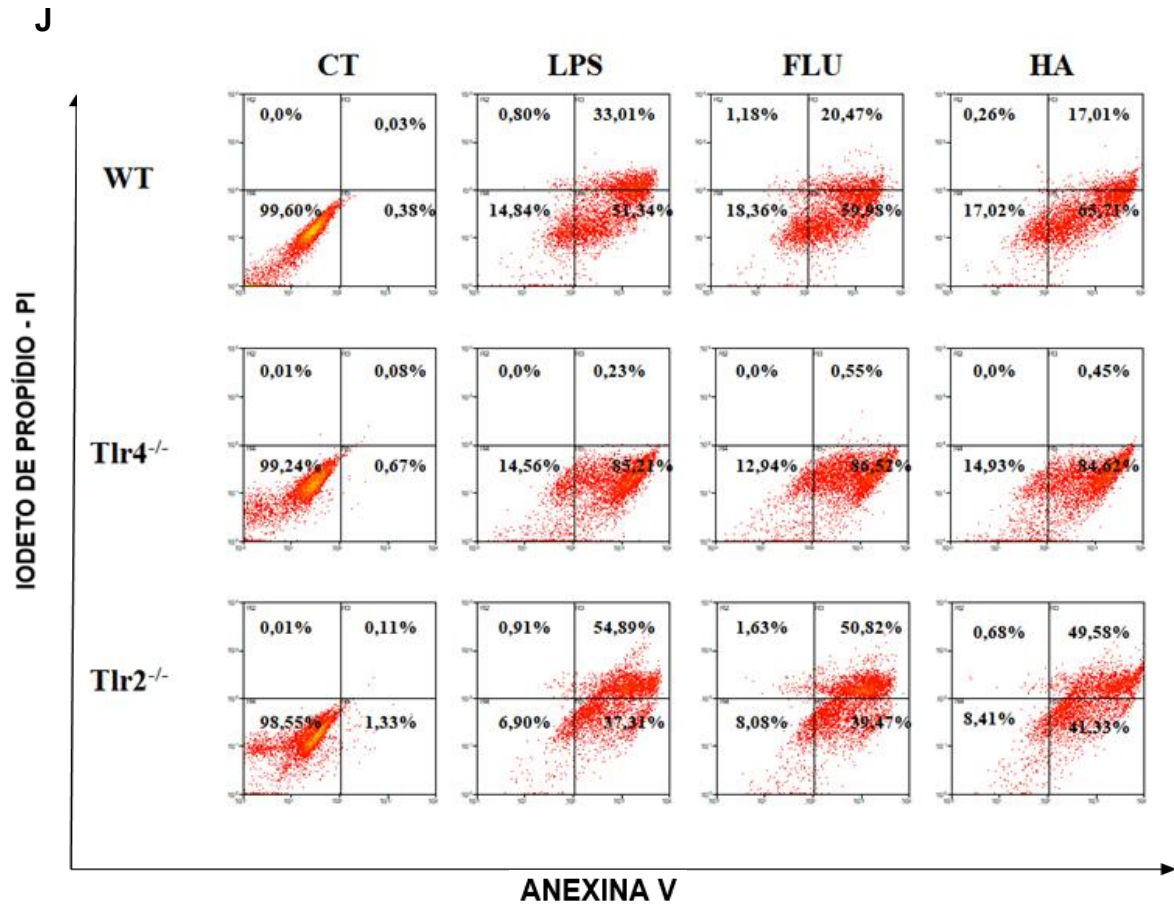 J
CT LPS FLU HA
WT
0,0% 0,03% 0,80% 33,01% 1,18% 20,47% 0,26% 17,01%
99,60% 0,38% 14,84% 51,34% 18,36% 59,98% 17,02% 65,71%
Tlr4-/-
0,01% 0,08% 0,0% 0,23% 0,0% 0,55% 0,0% 0,45%
99,24% 0,67% 14,56% 85,21% 12,94% 86,52% 14,93% 84,62%
Tlr2-/-
0,01% 0,11% 0,91% 54,89% 1,63% 50,82% 0,68% 49,58%
98,55% 1,33% 6,90% 37,31% 8,08% 39,47% 8,41% 41,33%
IODETO DE PROPÍDIO - PI
ANEXINA V